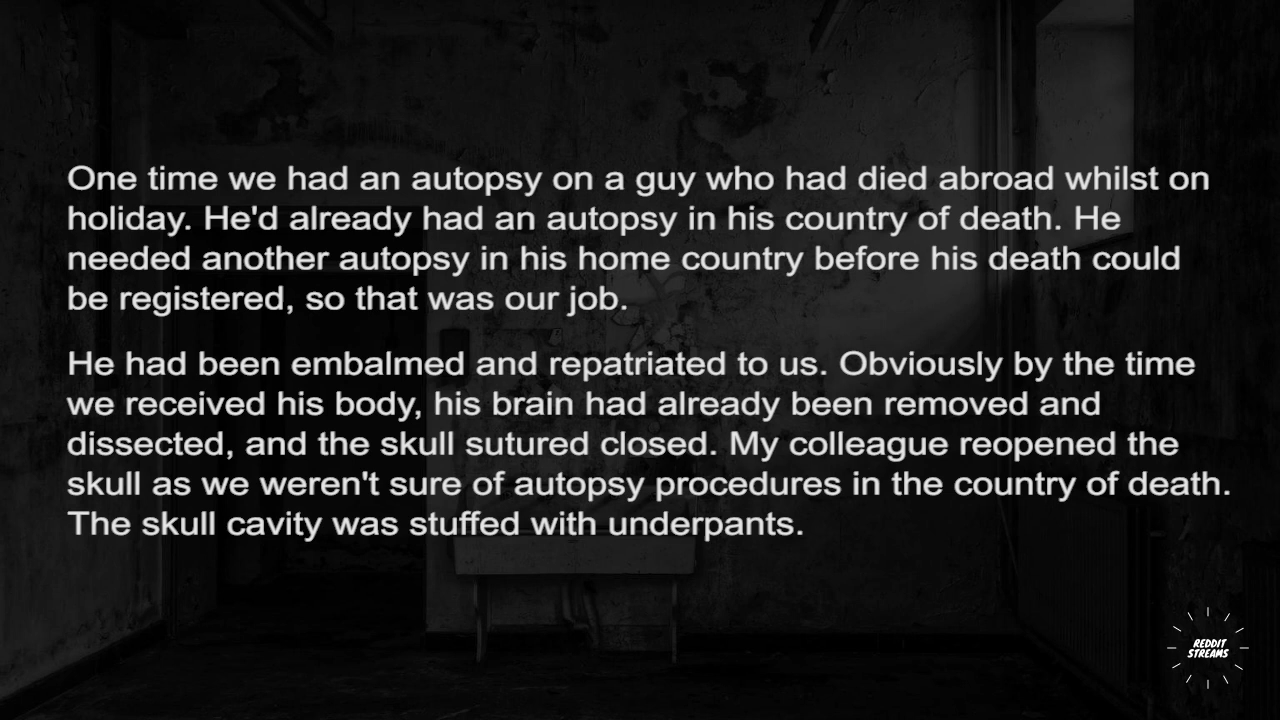 One time we had an autopsy on a guy who had died abroad whilst on
holiday. He'd already had an autopsy in his country of death. He
needed another autopsy in his home country before his death could
be registered, so that was our job.
He had been embalmed and repatriated to us. Obviously by the time
we received his body, his brain had already been removed and
dissected, and the skull sutured closed. My colleague reopened the
skull as we weren't sure of autopsy procedures in the country of death.
The skull cavity was stuffed with underpants.
REDDIT
STREAMS